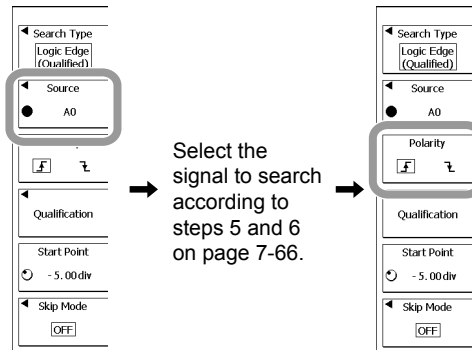 Search Type
Logic Edge
(Qualified)
Source
A0
Qualification
Start Point
-5.00div
Skip Mode
OFF
Select the
signal to search
according to
steps 5 and 6
on page 7-66.
Search Type
Logic Edge
(Qualified)
Source
A0
Polarity
Qualification
Start Point
-5.00div
Skip Mode
OFF